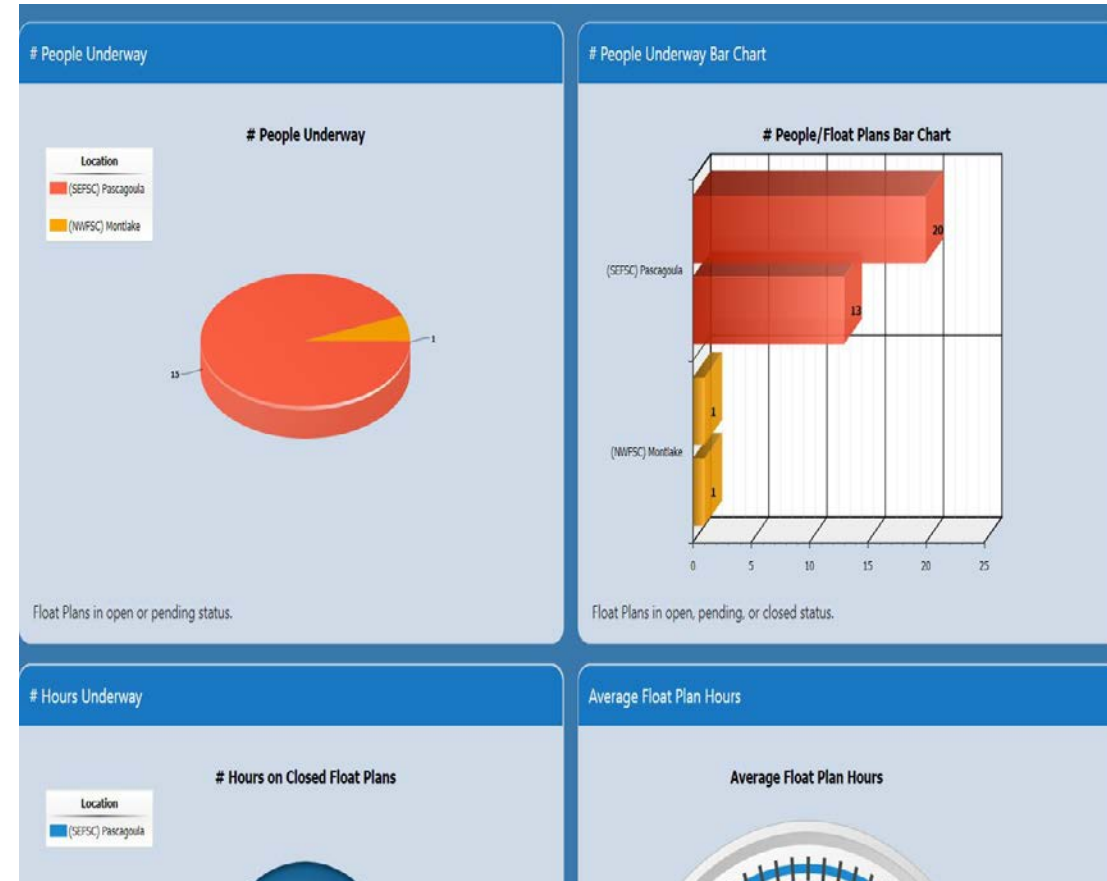 # People Underway
# People Underway
Location
(SEFSC) Pascagoula
(NWFSC) Montlake
1
15
Float Plans in open or pending status.
# People Underway Bar Chart
# People/Float Plans Bar Chart
20
(SEFSC) Pascagoula
13
1
(NWFSC) Montlake
1
0 5 10 15 20 25
Float Plans in open, pending, or closed status.
# Hours Underway
# Hours on Closed Float Plans
Location
(SEFSC) Pascagoula
Average Float Plan Hours
Average Float Plan Hours